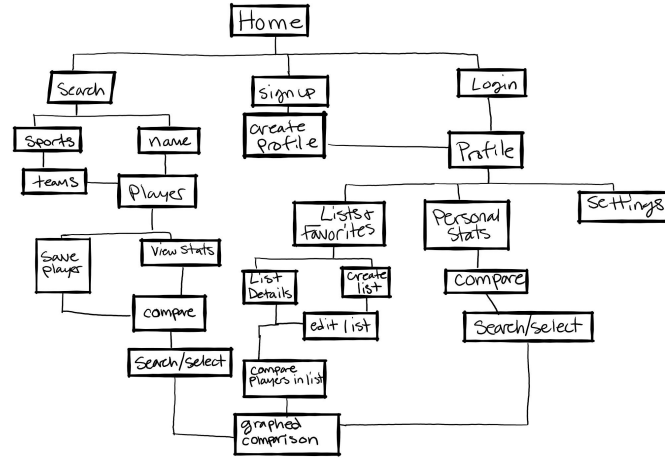 Home
Search
sign up
Login
create
profile
sports
name
Profile
teams
Player
Settings
Lists &
Favorites
Personal
Stats
Save
player
View Stats
List
Details
create
list
compare
compare
edit list
Search/select
Search/select
compare
players in list
graphed
comparison